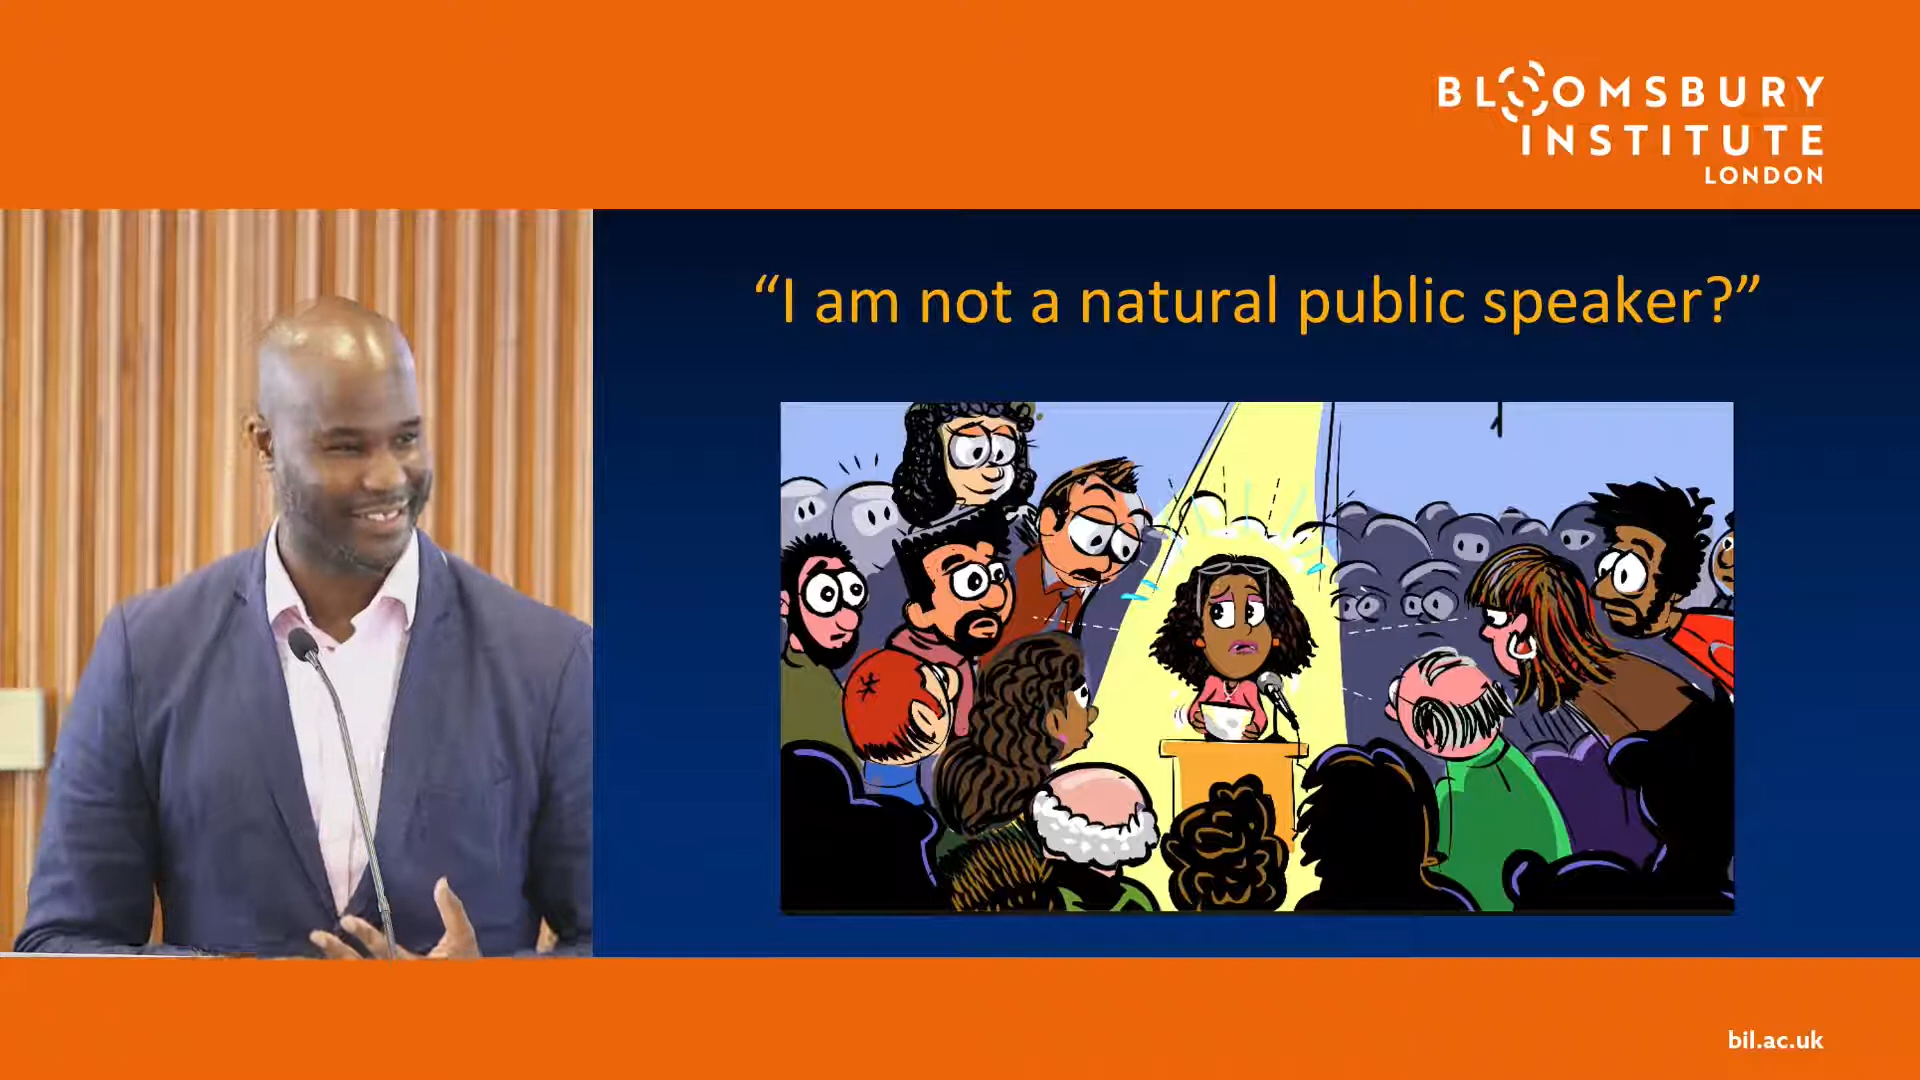 BLOOMSBURY
INSTITUTE
LONDON
“I am not a natural public speaker?”
bil.ac.uk